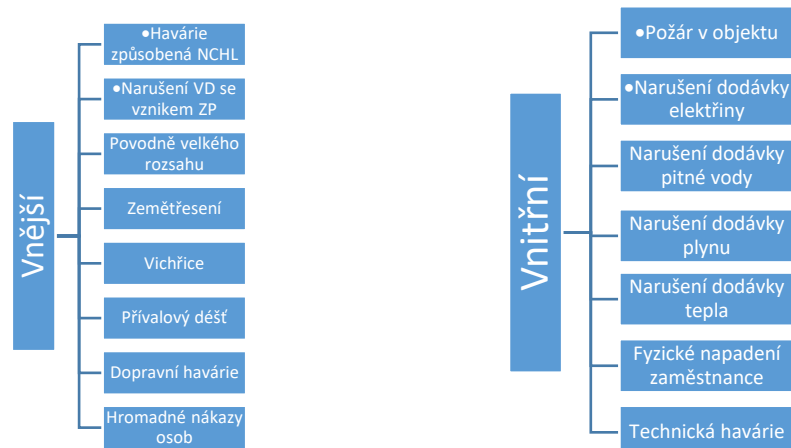 Vnější
•Havárie
způsobená NCHL
•Narušení VD se
vznikem ZP
Povodně velkého
rozsahu
Zemětřesení
Vichřice
Přívalový déšť
Dopravní havárie
Hromadné nákazy
osob
Vnitřní
•Požár v objektu
•Narušení dodávky
elektřiny
Narušení dodávky
pitné vody
Narušení dodávky
plynu
Narušení dodávky
tepla
Fyzické napadení
zaměstnance
Technická havárie